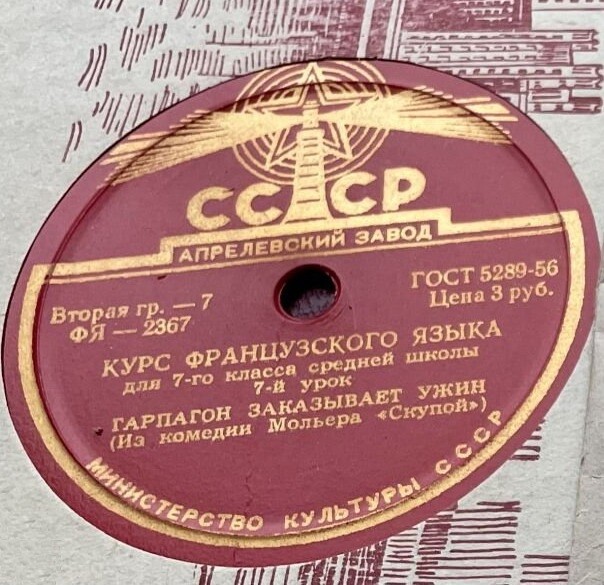 СССР
АПРЕЛЕВСКИЙ ЗАВОД
Вторая гр. — 7
ФЯ — 2367
ГОСТ 5289-56
Цена 3 руб.
КУРС ФРАНЦУЗСКОГО ЯЗЫКА
для 7-го класса средней школы
7-й урок
ГАРПАГОН ЗАКАЗЫВАЕТ УЖИН
(Из комедии Мольера «Скупой»)
МИНИСТЕРСТВО КУЛЬТУРЫ СССР